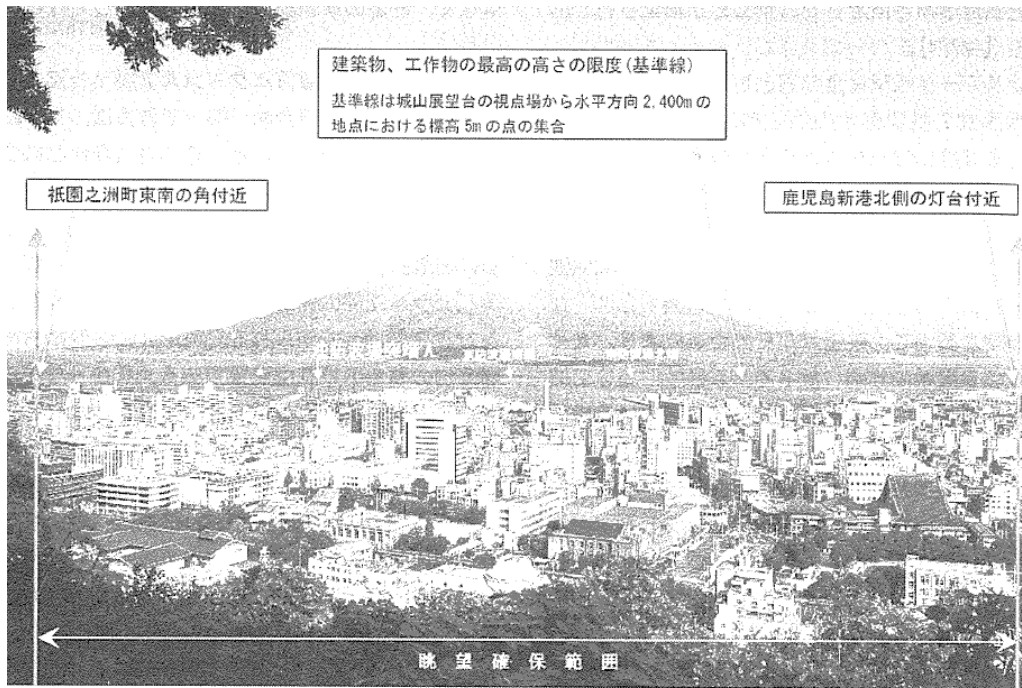 建築物、工作物の最高の高さの限度(基準線)
基準線は城山展望台の視点場から水平方向2,400mの
地点における標高5mの点の集合
祇園之洲町東南の角付近
鹿児島新港北側の灯台付近
眺望確保範囲